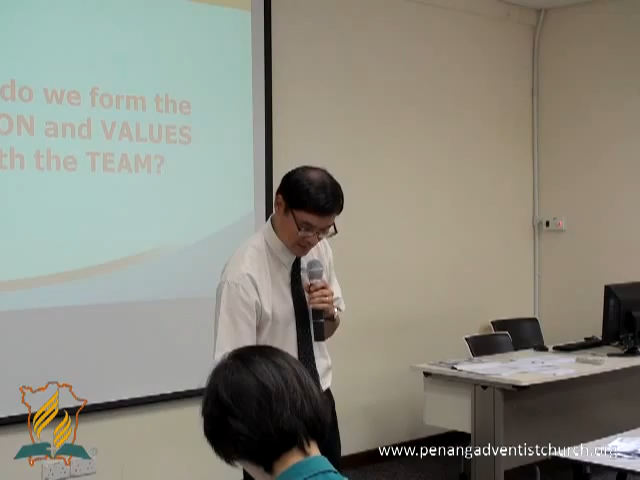 do we form the
ON and VALUES
th the TEAM?
www.penangadventistchurch.org